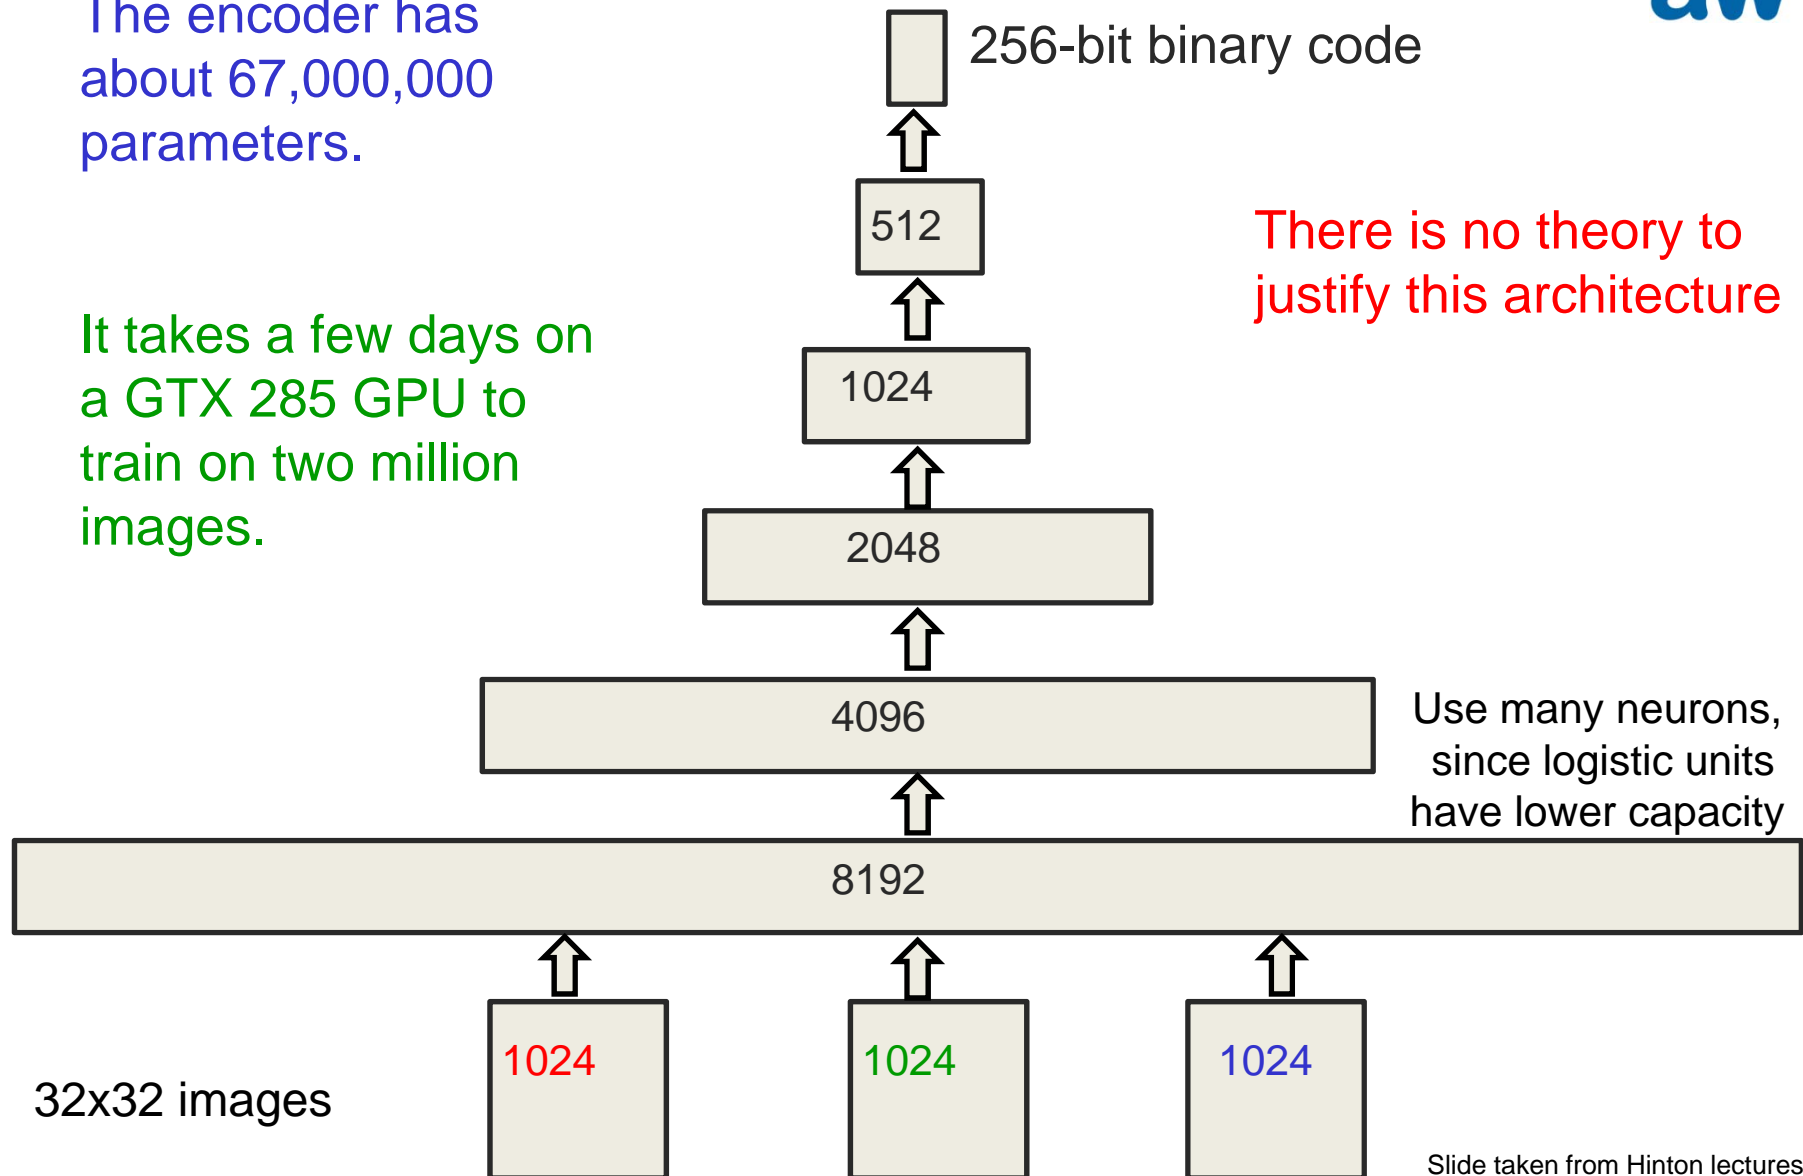 The encoder has
about 67,000,000
parameters.
aw
256-bit binary code
512
There is no theory to
justify this architecture
It takes a few days on
a GTX 285 GPU to
train on two million
images.
1024
2048
4096
Use many neurons,
since logistic units
have lower capacity
8192
1024
1024
1024
32x32 images
Slide taken from Hinton lectures